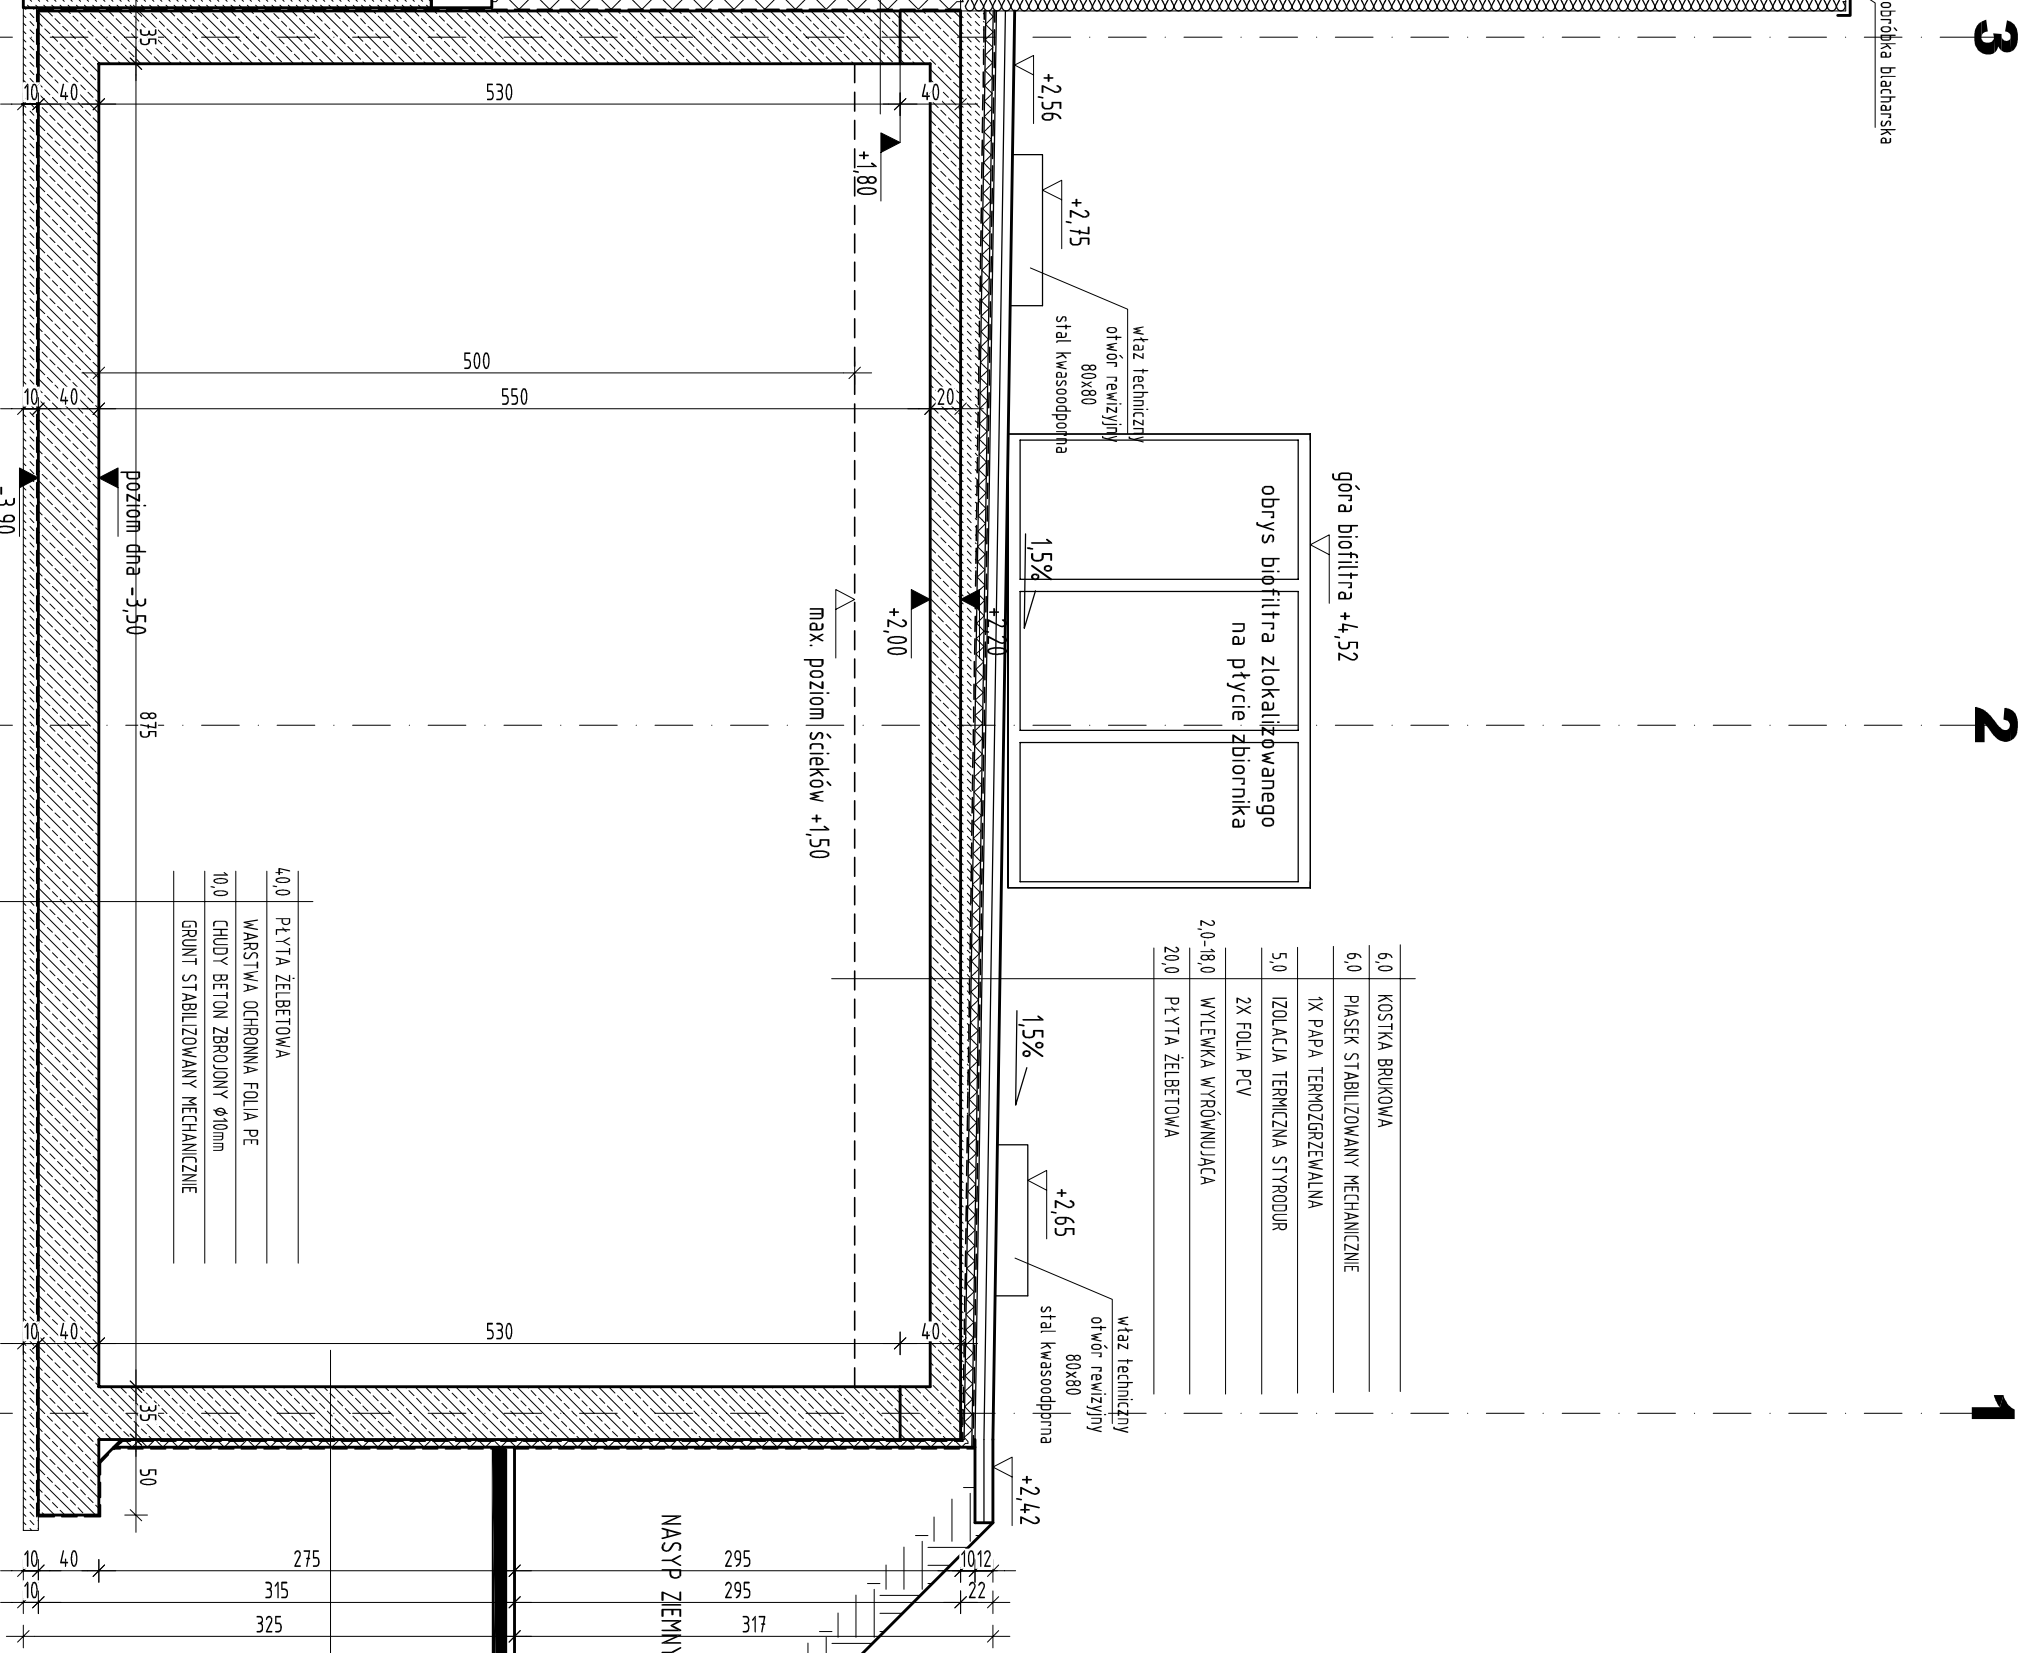 3
2
1
obróbka blacharska
+2,56
+2,75
właz techniczny
otwór rewizyjny
80x80
stal kwasoodporna
góra biofiltra +4,52
obrys biofiltra zlokalizowanego
na płycie zbiornika
1,5%
6,0 KOSTKA BRUKOWA
6,0 PIASEK STABILIZOWANY MECHANICZNIE
1X PAPA TERMOZGRZEWALNA
5,0 IZOLACJA TERMICZNA STYRODUR
2X FOLIA PCV
2,0-18,0 WYLEWKA WYRÓWNUJĄCA
20,0 PŁYTA ŻELBETOWA
1,5%
+2,65
właz techniczny
otwór rewizyjny
80x80
stal kwasoodporna
+2,42
+1,80
+2,20
+2,00
max. poziom ścieków +1,50
poziom dna -3,50
-3,90
40,0 PŁYTA ŻELBETOWA
WARSTWA OCHRONNA FOLIA PE
10,0 CHUDY BETON ZBROJONY ø10mm
GRUNT STABILIZOWANY MECHANICZNIE
NASYP ZIEMNY
35
875
35
50
10 40 530 40
500
10 40 550 20
10 40 530 40
10 40 275 295 10 12
10 315 295 22
325 317